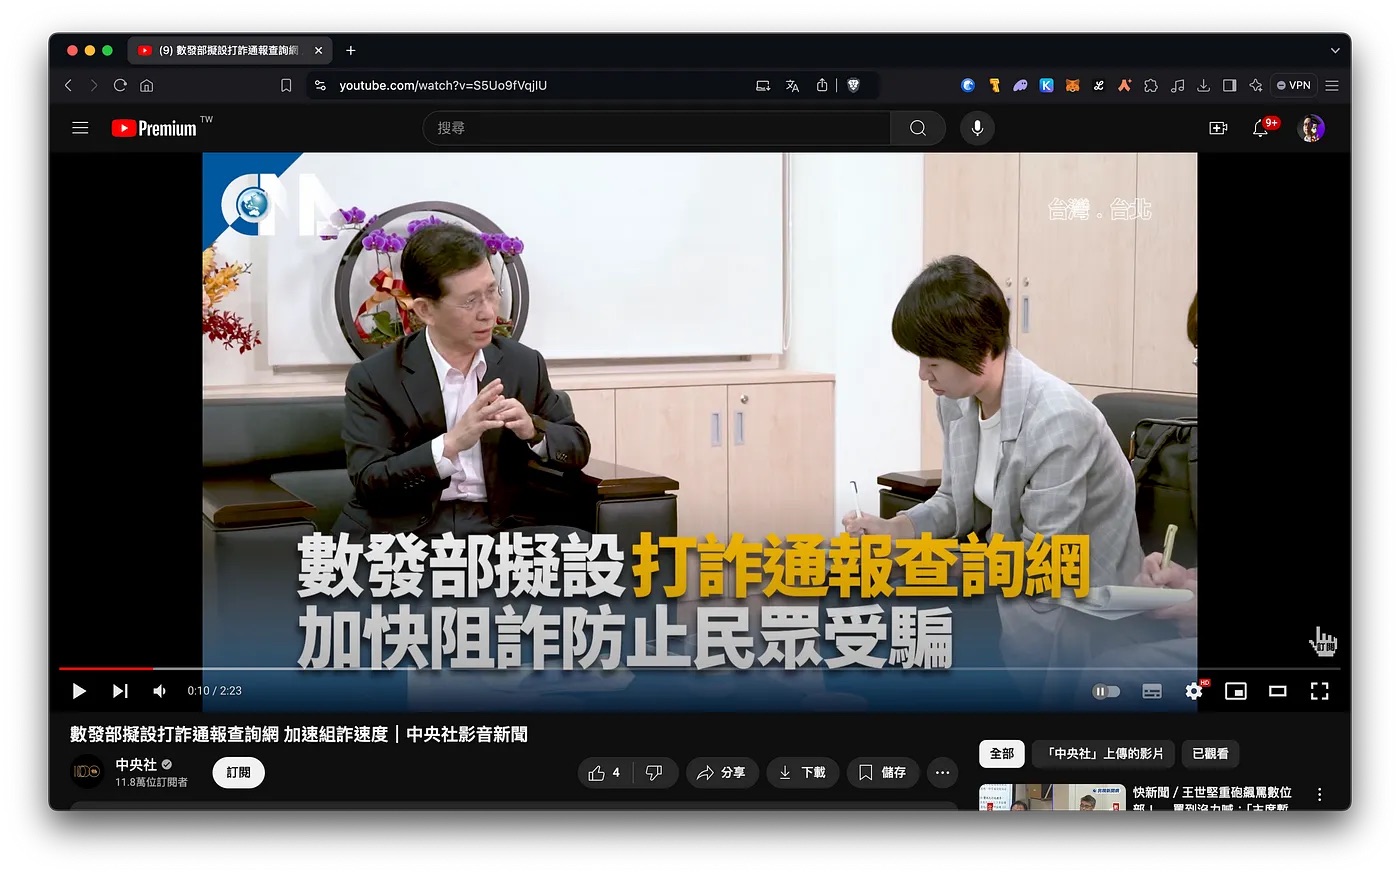 (9) 數發部擬設打詐通報查詢網
youtube.com/watch?v=S5Uo9fVqjIU
VPN
Premium TW
搜尋
9+
CNA
台灣．台北
數發部擬設打詐通報查詢網
加快阻詐防止民眾受騙
訂閱
0:10 / 2:23
HD
數發部擬設打詐通報查詢網 加速組詐速度｜中央社影音新聞
中央社
11.8萬位訂閱者
訂閱
4
分享
下載
儲存
全部
「中央社」上傳的影片
已觀看
快新聞 / 王世堅重砲飆罵數位